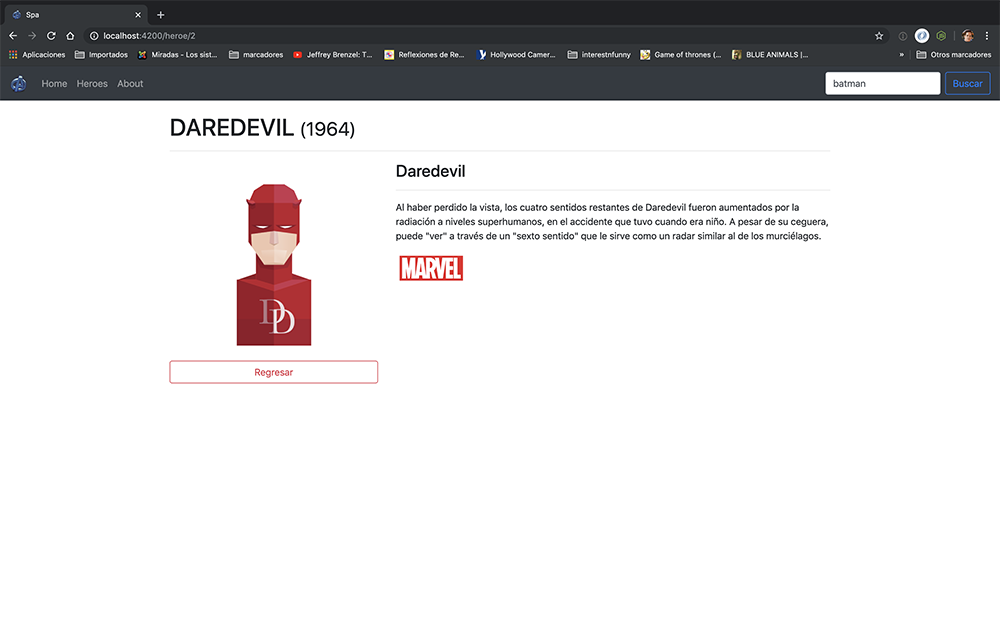 Spa
localhost:4200/heroe/2
Aplicaciones Importados Miradas - Los sist... marcadores Jeffrey Brenzel: T... Reflexiones de Re... Hollywood Camer... interestnfunny Game of thrones (... BLUE ANIMALS |... » Otros marcadores
Home Heroes About batman Buscar
DAREDEVIL (1964)
Daredevil
Al haber perdido la vista, los cuatro sentidos restantes de Daredevil fueron aumentados por la
radiación a niveles superhumanos, en el accidente que tuvo cuando era niño. A pesar de su ceguera,
puede "ver" a través de un "sexto sentido" que le sirve como un radar similar al de los murciélagos.
MARVEL
DD
Regresar